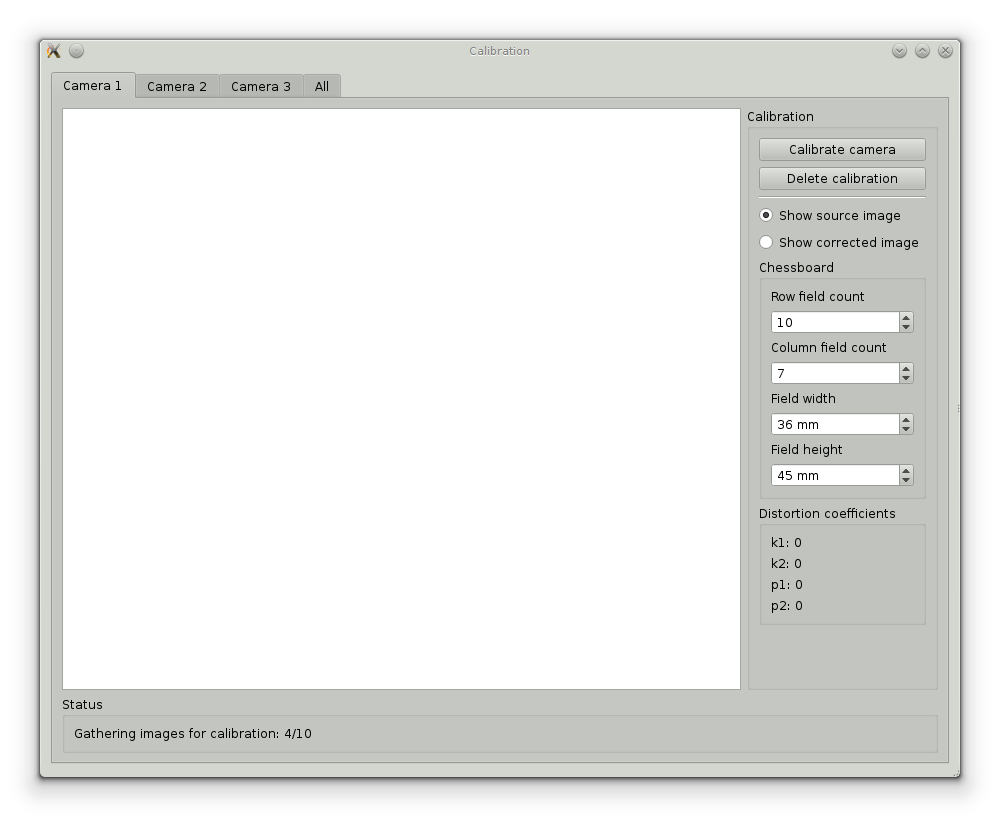 Calibration
Camera 1 Camera 2 Camera 3 All
Calibration
Calibrate camera
Delete calibration
Show source image
Show corrected image
Chessboard
Row field count
10
Column field count
7
Field width
36 mm
Field height
45 mm
Distortion coefficients
k1: 0
k2: 0
p1: 0
p2: 0
Status
Gathering images for calibration: 4/10